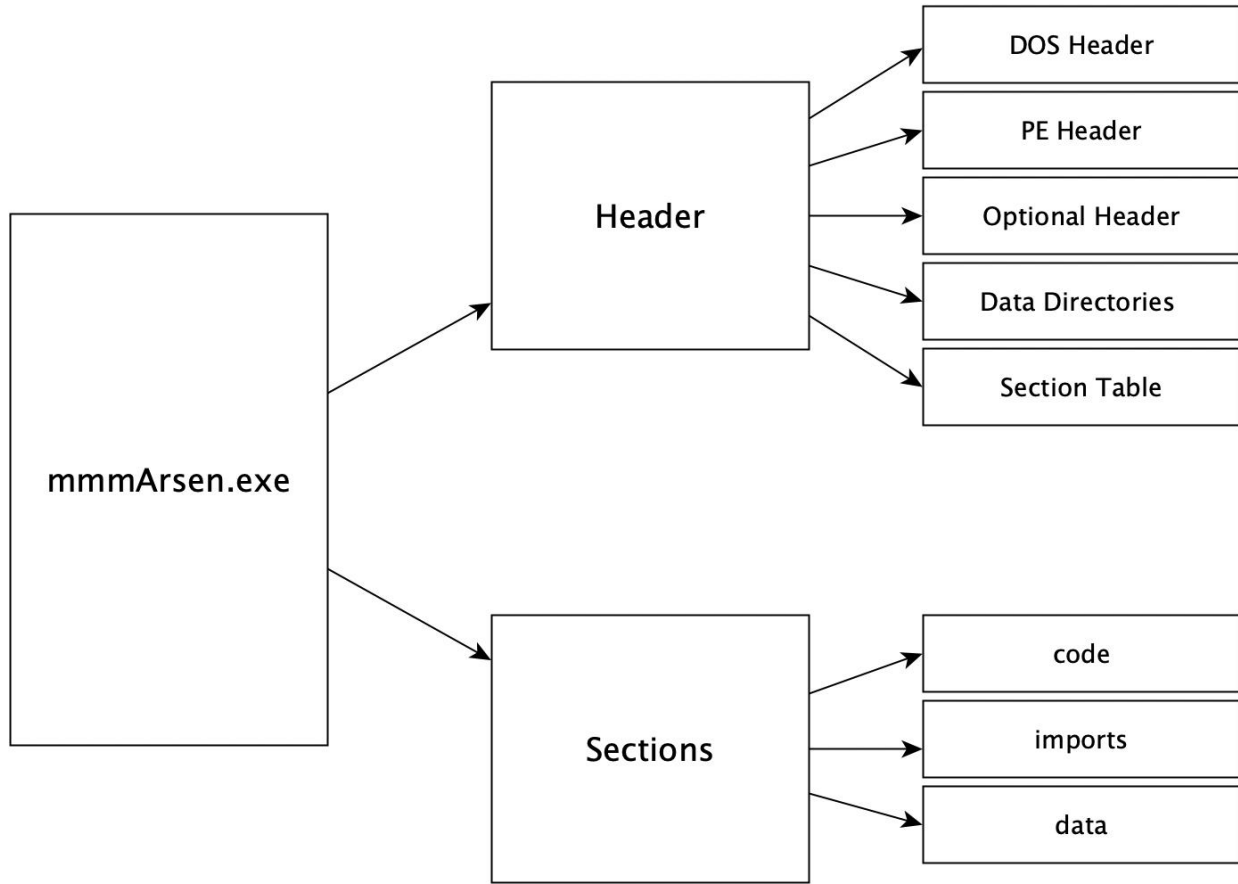 mmmArsen.exe
Header
DOS Header
PE Header
Optional Header
Data Directories
Section Table
Sections
code
imports
data